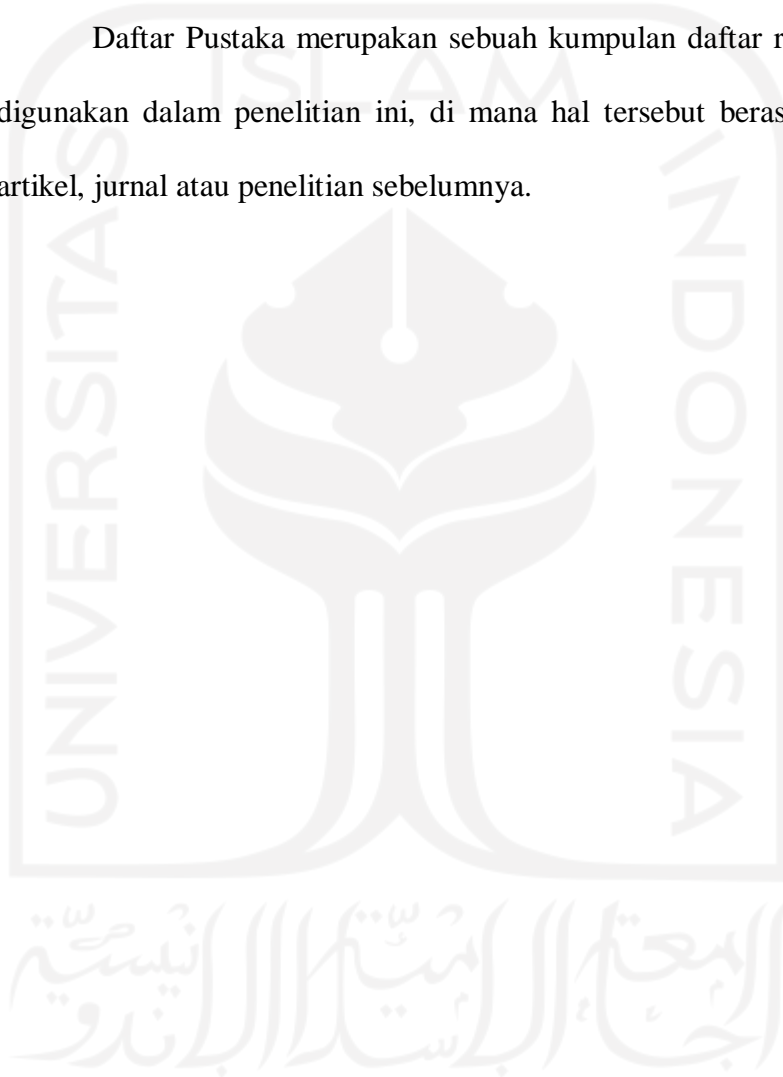 Daftar Pustaka merupakan sebuah kumpulan daftar
digunakan dalam penelitian ini, di mana hal tersebut
artikel, jurnal atau penelitian sebelumnya.
ISLAM
UNIVERSITAS
INDONESIA